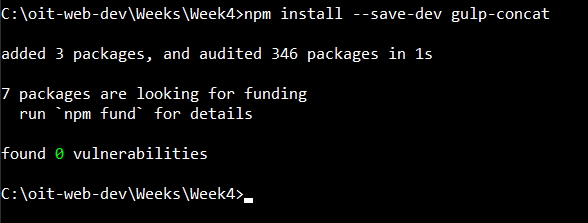 C:\oit-web-dev\Weeks\Week4>npm install --save-dev gulp-concat
added 3 packages, and audited 346 packages in 1s
7 packages are looking for funding
  run `npm fund` for details
found 0 vulnerabilities
C:\oit-web-dev\Weeks\Week4>